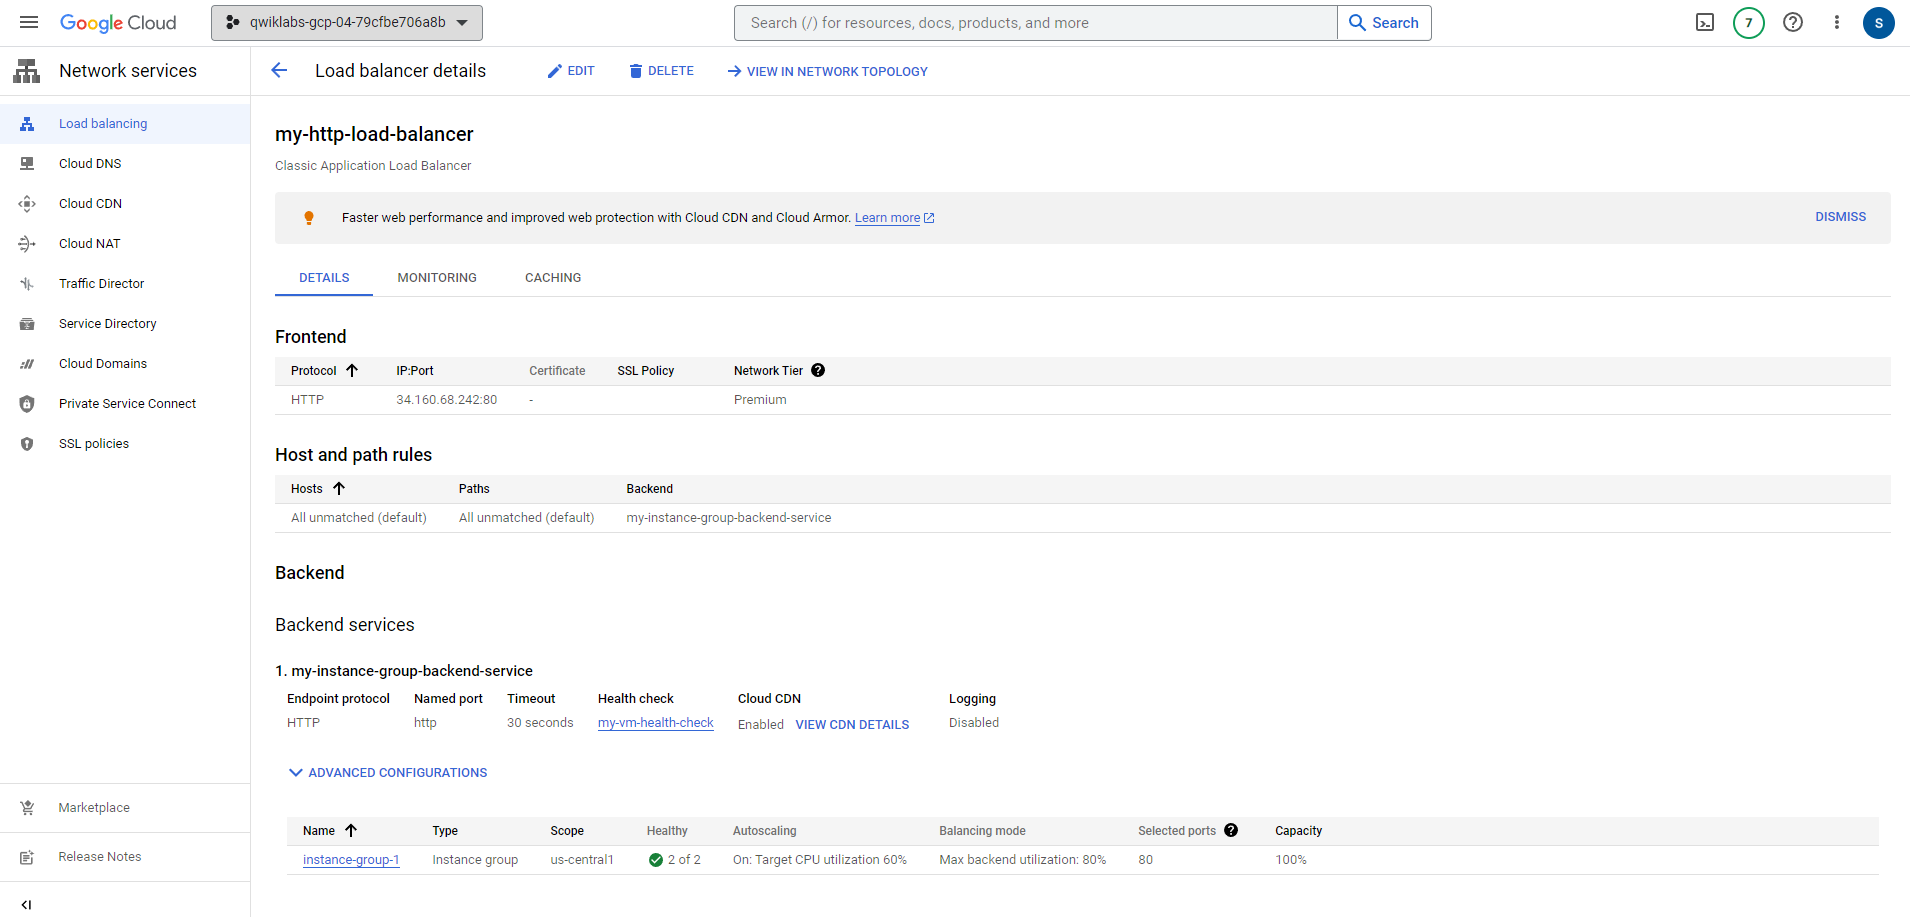 Google Cloud
qwiklabs-gcp-04-79cfbe706a8b
Search (/) for resources, docs, products, and more
Search
7
S
Network services
Load balancer details
EDIT
DELETE
VIEW IN NETWORK TOPOLOGY
Load balancing
Cloud DNS
Cloud CDN
Cloud NAT
Traffic Director
Service Directory
Cloud Domains
Private Service Connect
SSL policies
Marketplace
Release Notes
my-http-load-balancer
Classic Application Load Balancer
Faster web performance and improved web protection with Cloud CDN and Cloud Armor. Learn more
DISMISS
DETAILS MONITORING CACHING
Frontend
Protocol IP:Port Certificate SSL Policy Network Tier
HTTP 34.160.68.242:80 - Premium
Host and path rules
Hosts Paths Backend
All unmatched (default) All unmatched (default) my-instance-group-backend-service
Backend
Backend services
1. my-instance-group-backend-service
Endpoint protocol Named port Timeout Health check Cloud CDN Logging
HTTP http 30 seconds my-vm-health-check Enabled VIEW CDN DETAILS Disabled
ADVANCED CONFIGURATIONS
Name Type Scope Healthy Autoscaling Balancing mode Selected ports Capacity
instance-group-1 Instance group us-central1 2 of 2 On: Target CPU utilization 60% Max backend utilization: 80% 80 100%